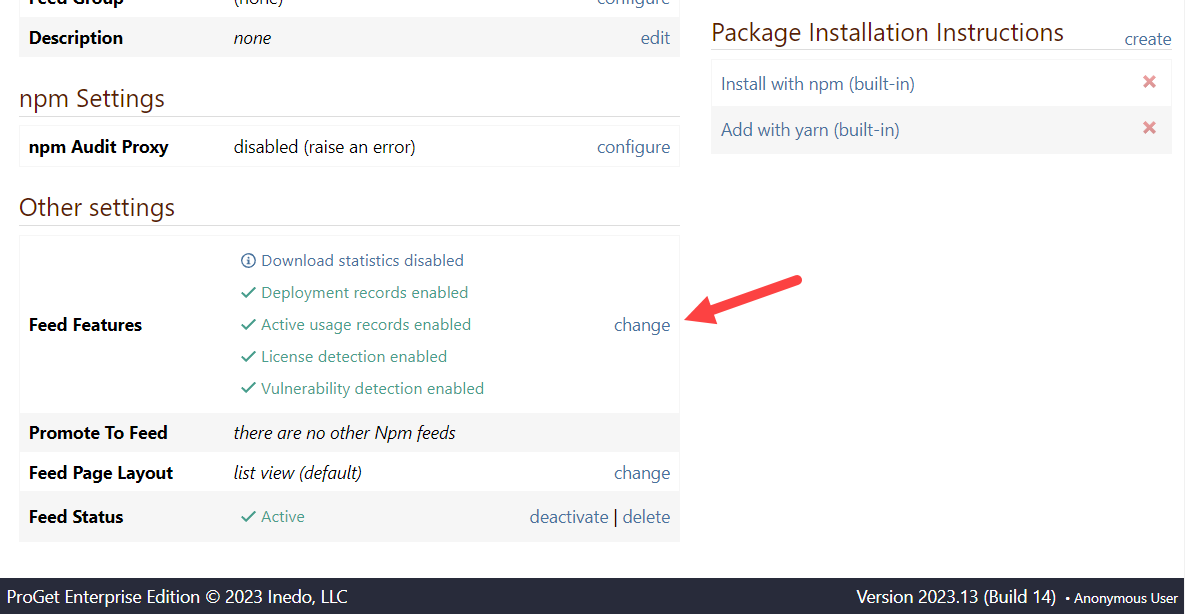 Feed Group (none) configure
Description none edit
npm Settings
npm Audit Proxy disabled (raise an error) configure
Other settings
Feed Features
Download statistics disabled
Deployment records enabled
Active usage records enabled
License detection enabled
Vulnerability detection enabled
change
Promote To Feed there are no other Npm feeds
Feed Page Layout list view (default) change
Feed Status Active deactivate | delete
Package Installation Instructions create
Install with npm (built-in)
Add with yarn (built-in)
ProGet Enterprise Edition © 2023 Inedo, LLC
Version 2023.13 (Build 14) • Anonymous User